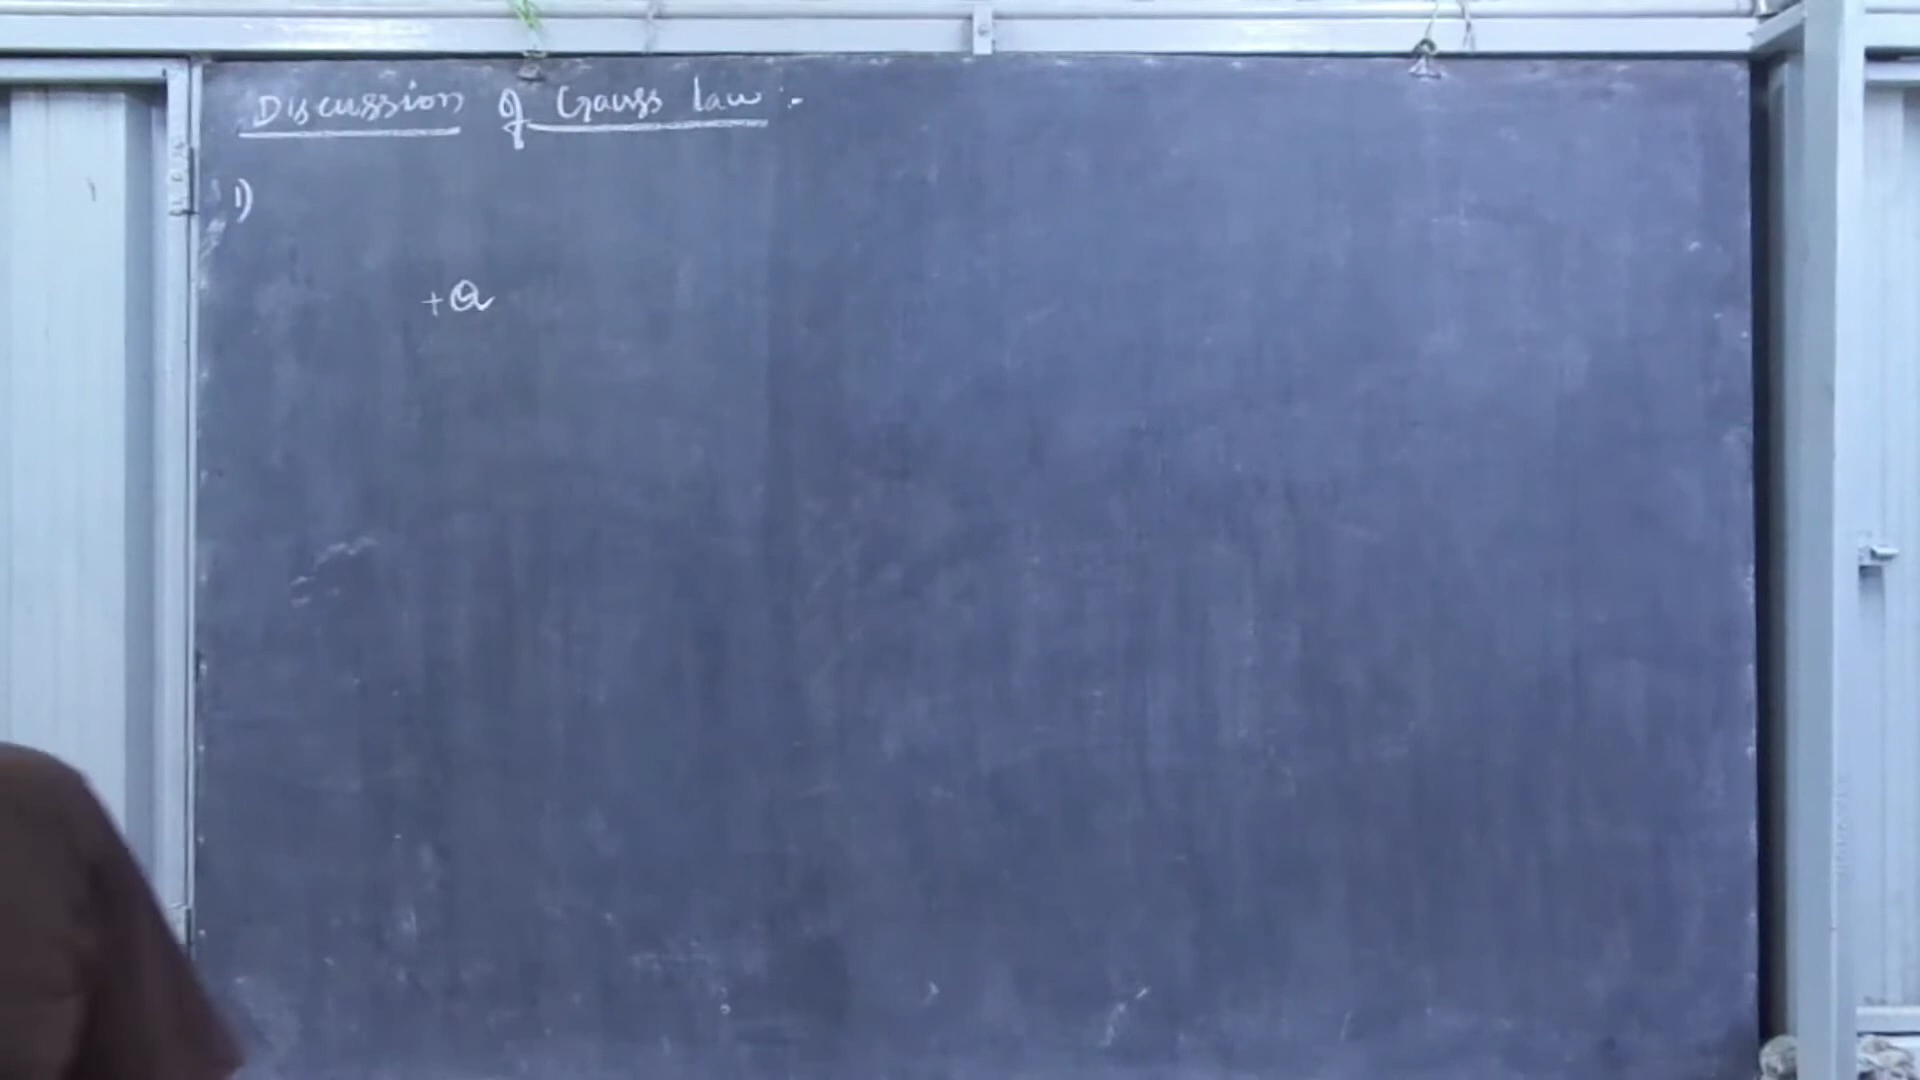 Discussion of Gauss law :-
1)
+Q